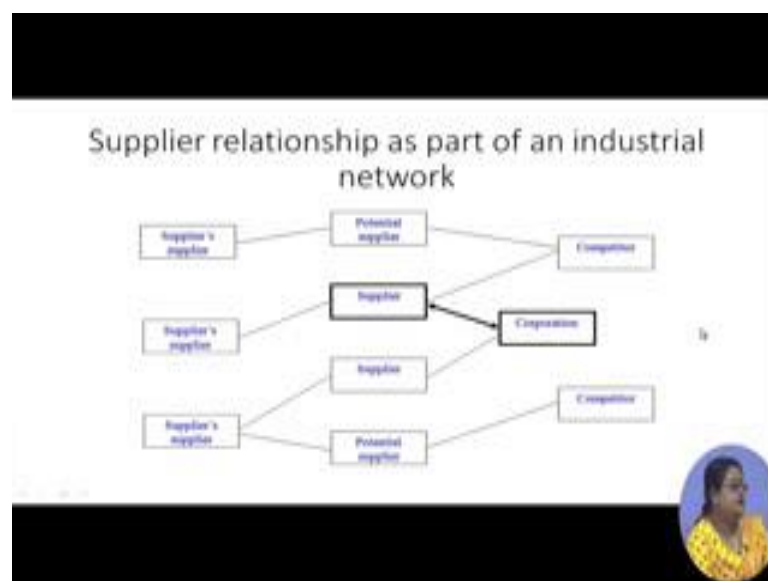 Supplier relationship as part of an industrial
network
Supplier's
supplier
Potential
supplier
Competitor
Supplier's
supplier
Supplier
Corporation
Supplier's
supplier
Supplier
Potential
supplier
Competitor